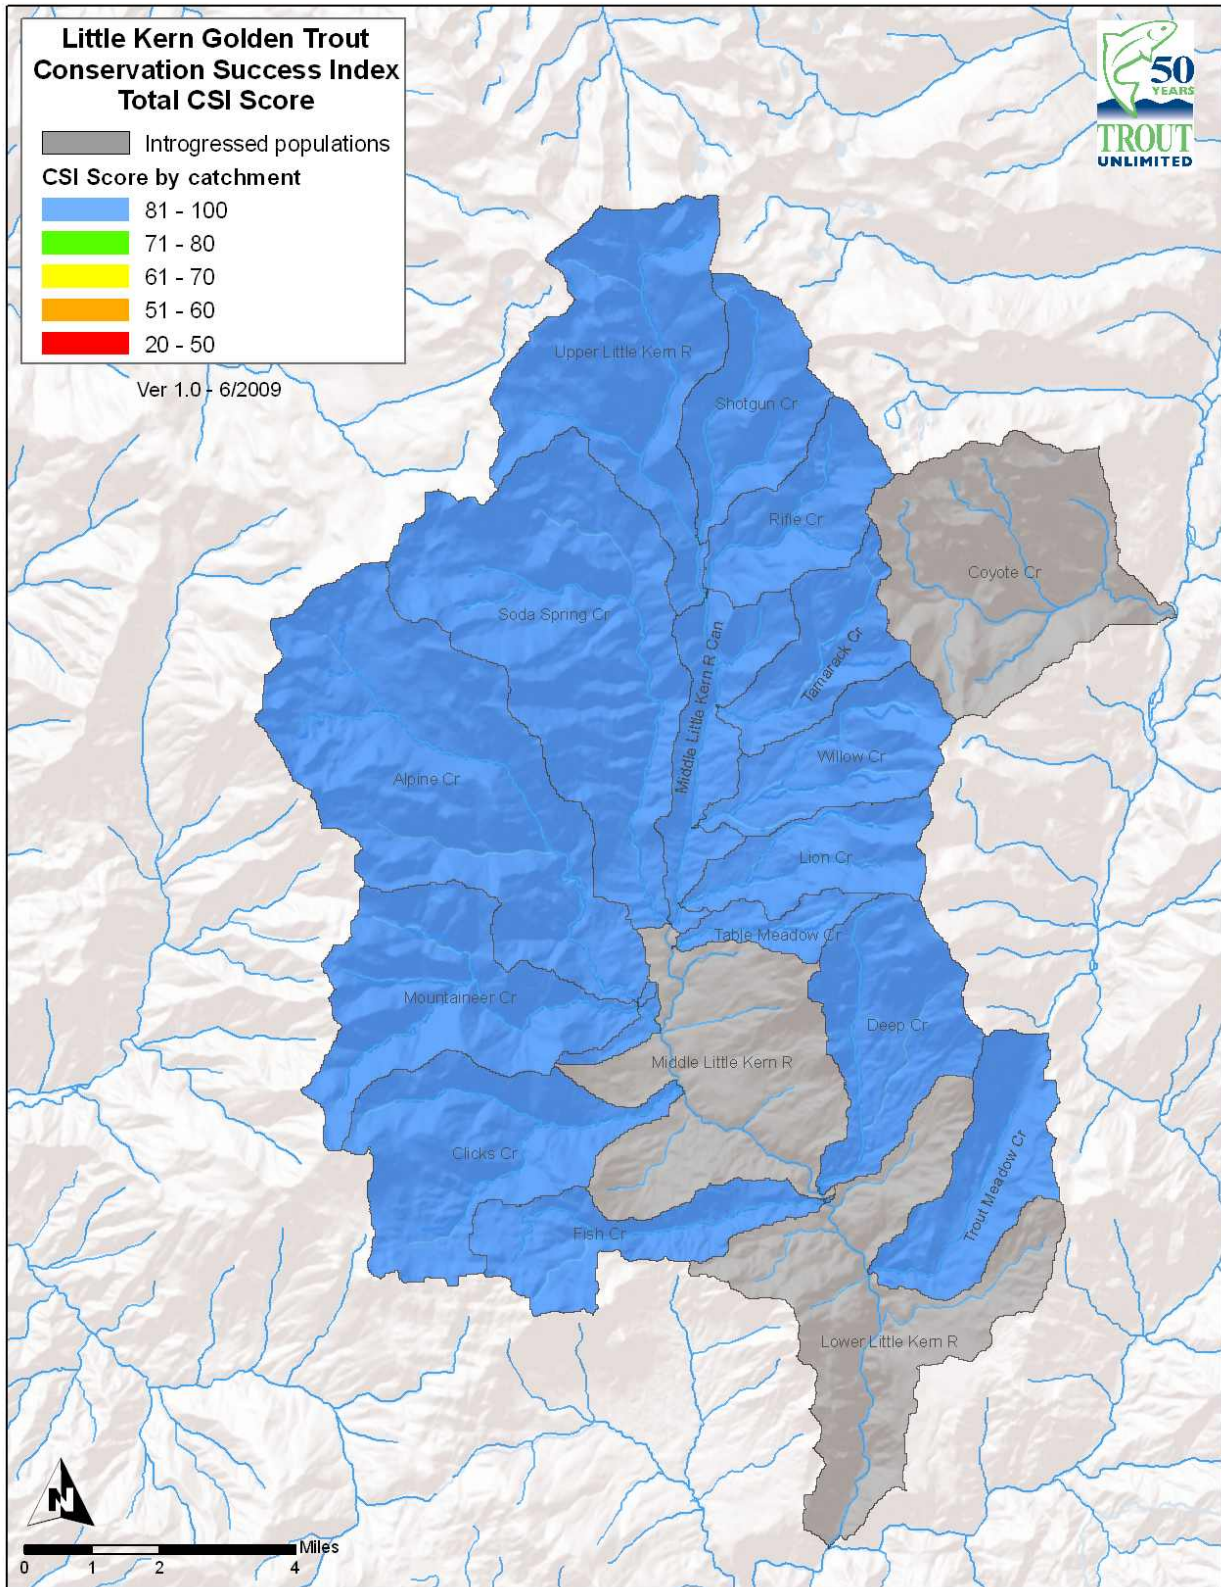 Little Kern Golden Trout
Conservation Success Index
Total CSI Score
Introgressed populations
CSI Score by catchment
81 - 100
71 - 80
61 - 70
51 - 60
20 - 50
Ver 1.0 - 6/2009
50
YEARS
TROUT
UNLIMITED
Upper Little Kern R
Shotgun Cr
Rifle Cr
Coyote Cr
Soda Spring Cr
Middle Little Kern R Can
Tamarack Cr
Willow Cr
Alpine Cr
Lion Cr
Table Meadow Cr
Mountaineer Cr
Deep Cr
Middle Little Kern R
Clicks Cr
Trout Meadow Cr
Fish Cr
Lower Little Kern R
N
Miles
0 1 2 4